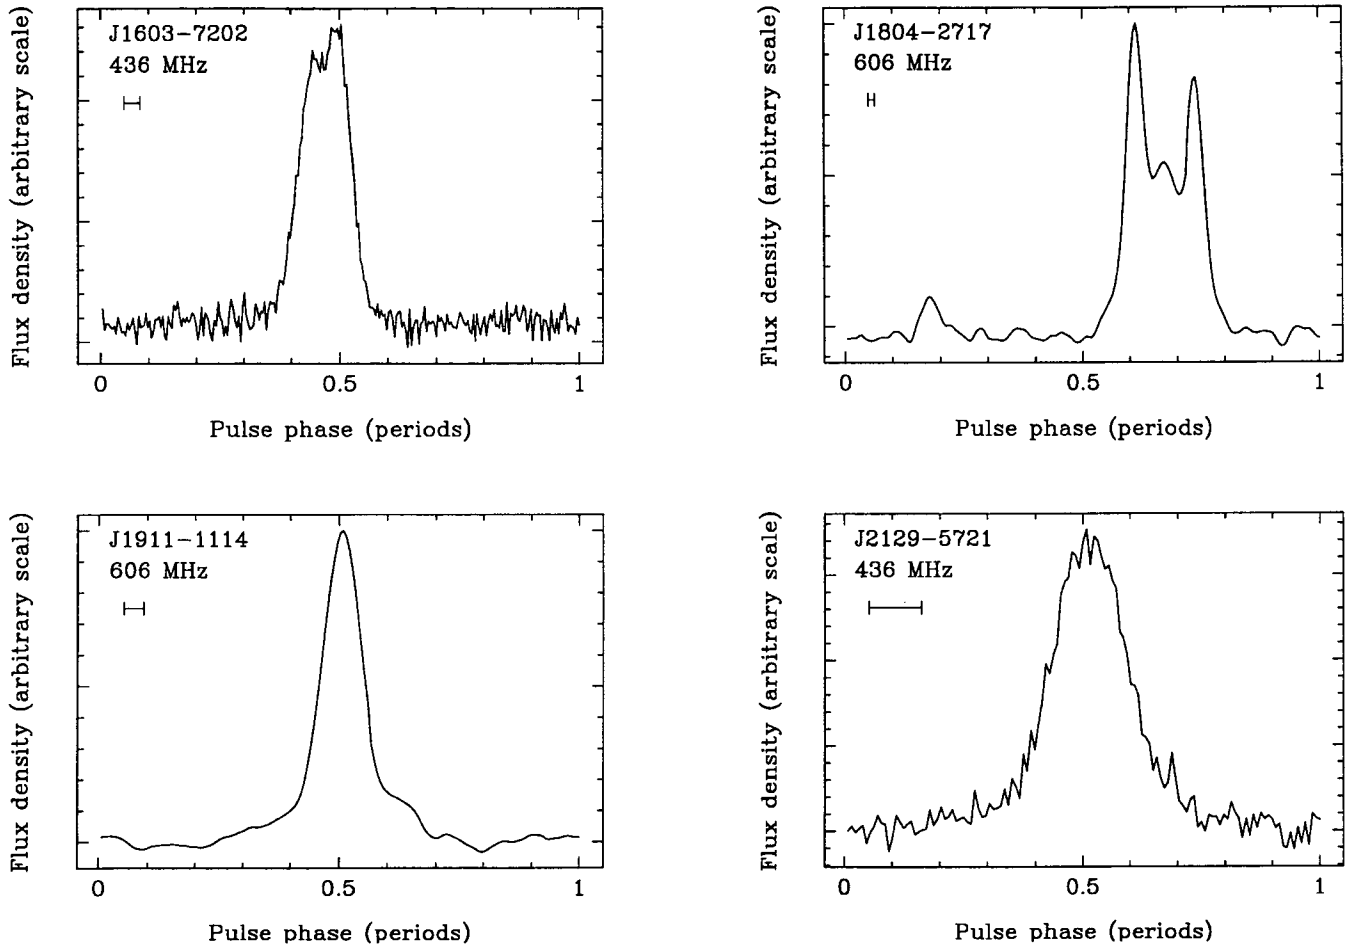 J1603-7202
436 MHz
Flux density (arbitrary scale)
0 0.5 1
Pulse phase (periods)
J1804-2717
606 MHz
Flux density (arbitrary scale)
0 0.5 1
Pulse phase (periods)
J1911-1114
606 MHz
Flux density (arbitrary scale)
0 0.5 1
Pulse phase (periods)
J2129-5721
436 MHz
Flux density (arbitrary scale)
0 0.5 1
Pulse phase (periods)